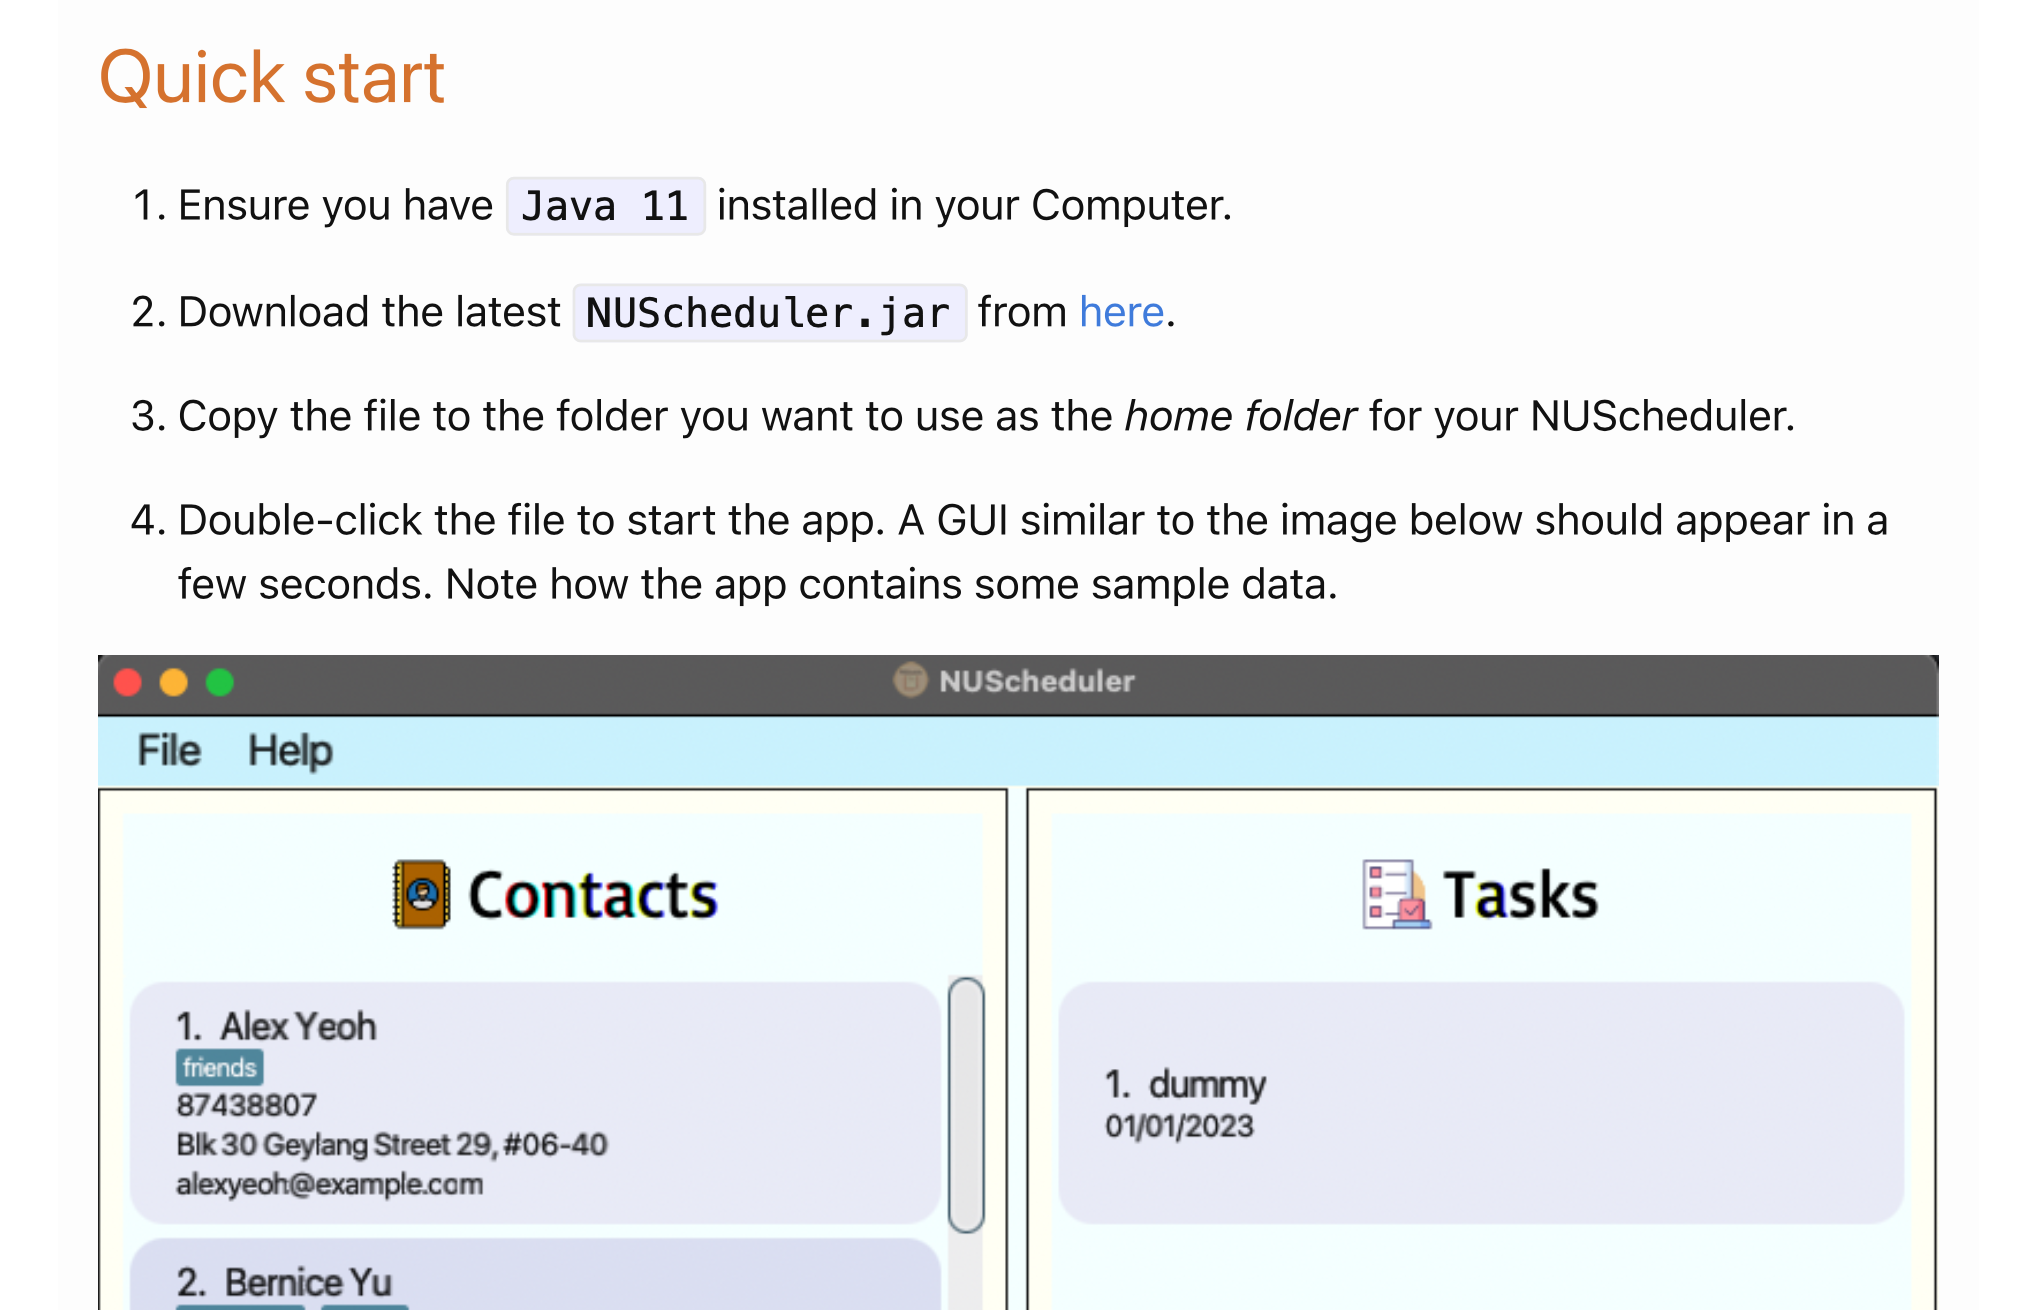 Quick start
1. Ensure you have Java 11 installed in your Computer.
2. Download the latest NUScheduler.jar from here.
3. Copy the file to the folder you want to use as the home folder for your NUScheduler.
4. Double-click the file to start the app. A GUI similar to the image below should appear in a
few seconds. Note how the app contains some sample data.
NUScheduler
File Help
Contacts
1. Alex Yeoh
friends
87438807
Blk 30 Geylang Street 29, #06-40
alexyeoh@example.com
2. Bernice Yu
Tasks
1. dummy
01/01/2023